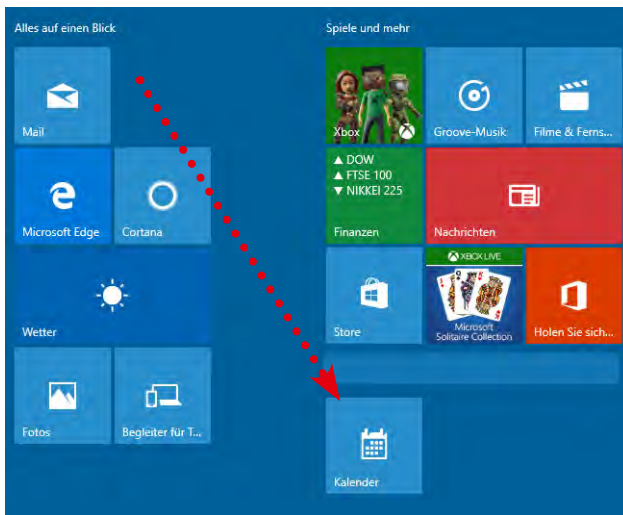 Alles auf einen Blick
Mail
Microsoft Edge
Cortana
Wetter
Fotos
Begleiter für T...
Spiele und mehr
Xbox
Groove-Musik
Filme & Ferns...
▲ DOW
▲ FTSE 100
▼ NIKKEI 225
Finanzen
Nachrichten
Store
XBOX LIVE
Microsoft
Solitaire Collection
Holen Sie sich...
Kalender